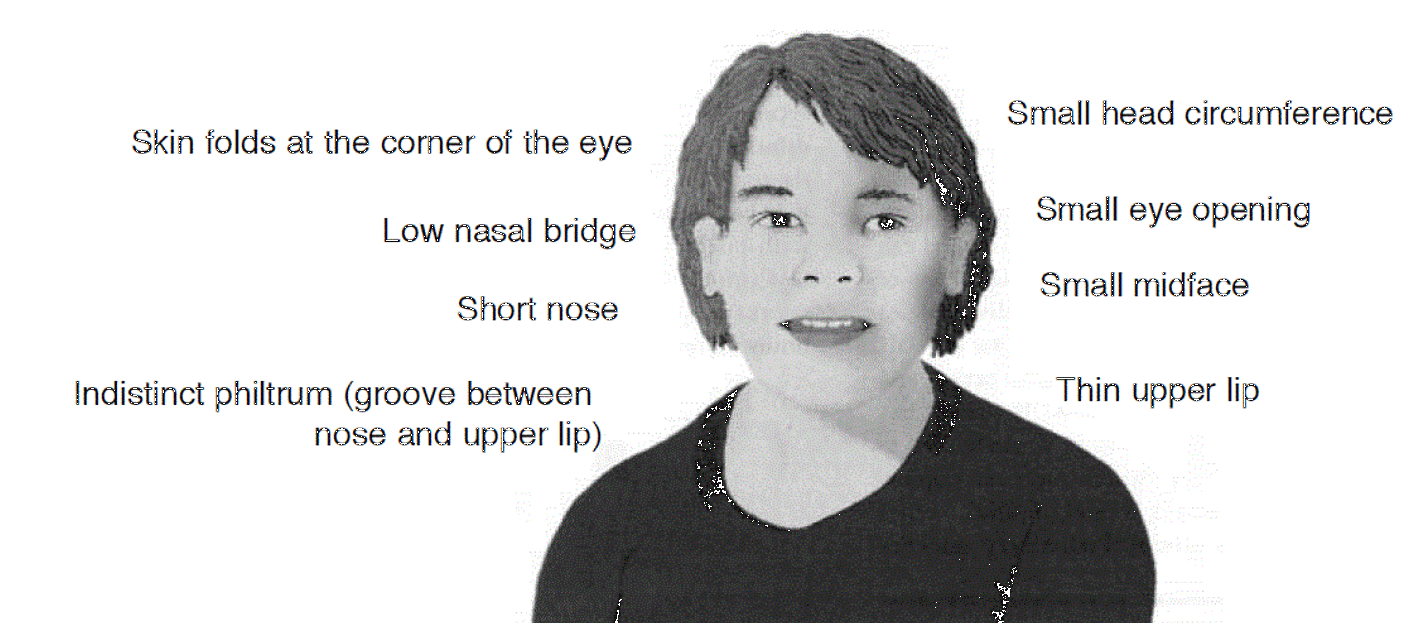 Small head circumference
Skin folds at the corner of the eye
Small eye opening
Low nasal bridge
Small midface
Short nose
Thin upper lip
Indistinct philtrum (groove between
nose and upper lip)